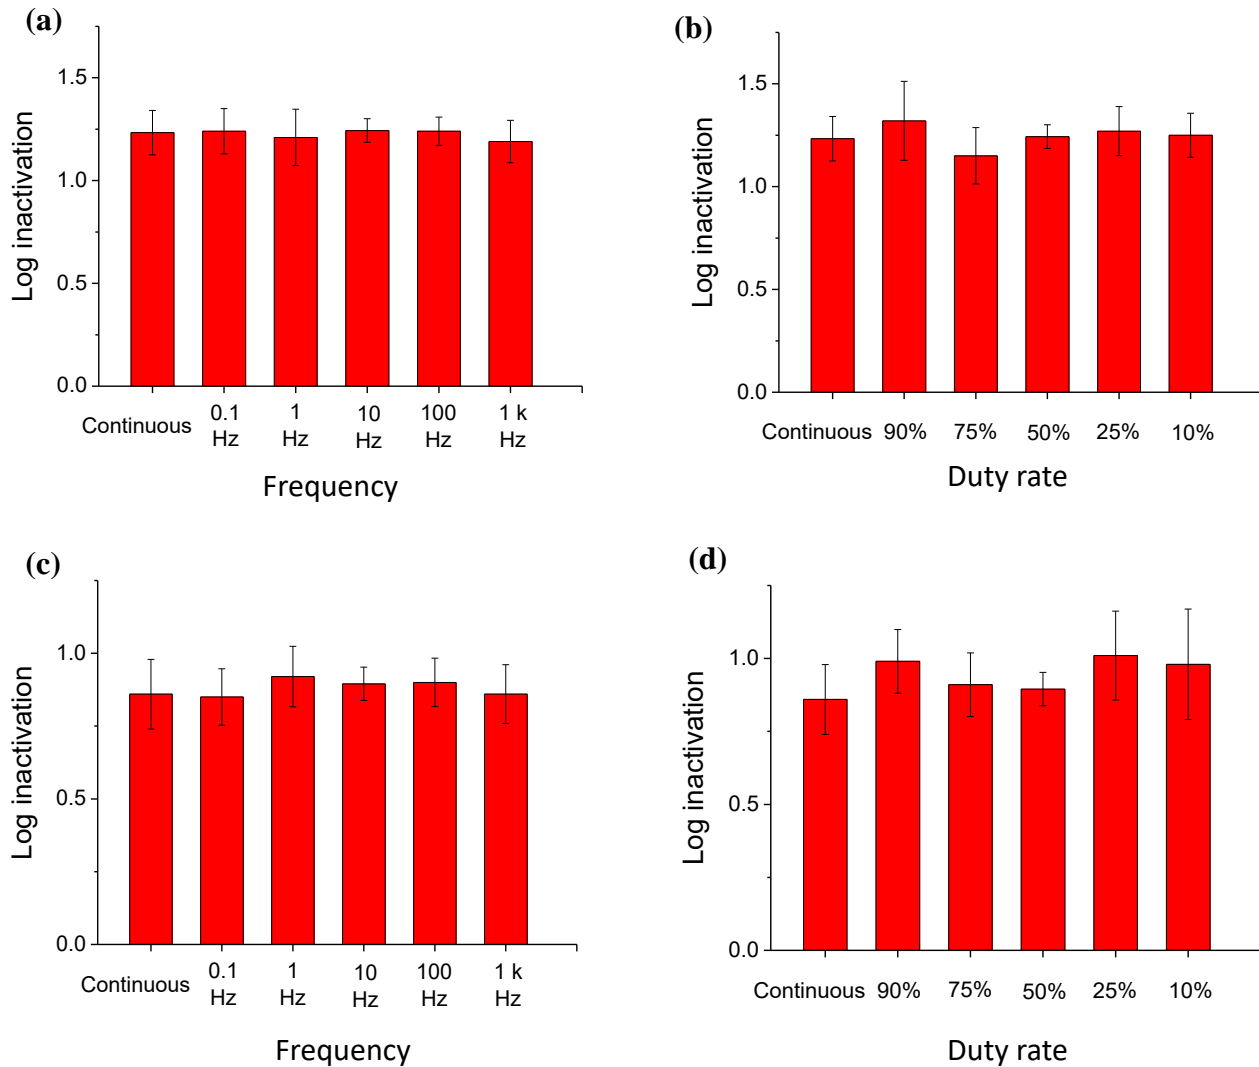 (a)
Log inactivation
1.5
1.0
0.5
0.0
Continuous 0.1 Hz 1 Hz 10 Hz 100 Hz 1 k Hz
Frequency
(b)
Log inactivation
1.5
1.0
0.5
0.0
Continuous 90% 75% 50% 25% 10%
Duty rate
(c)
Log inactivation
1.0
0.5
0.0
Continuous 0.1 Hz 1 Hz 10 Hz 100 Hz 1 k Hz
Frequency
(d)
Log inactivation
1.0
0.5
0.0
Continuous 90% 75% 50% 25% 10%
Duty rate